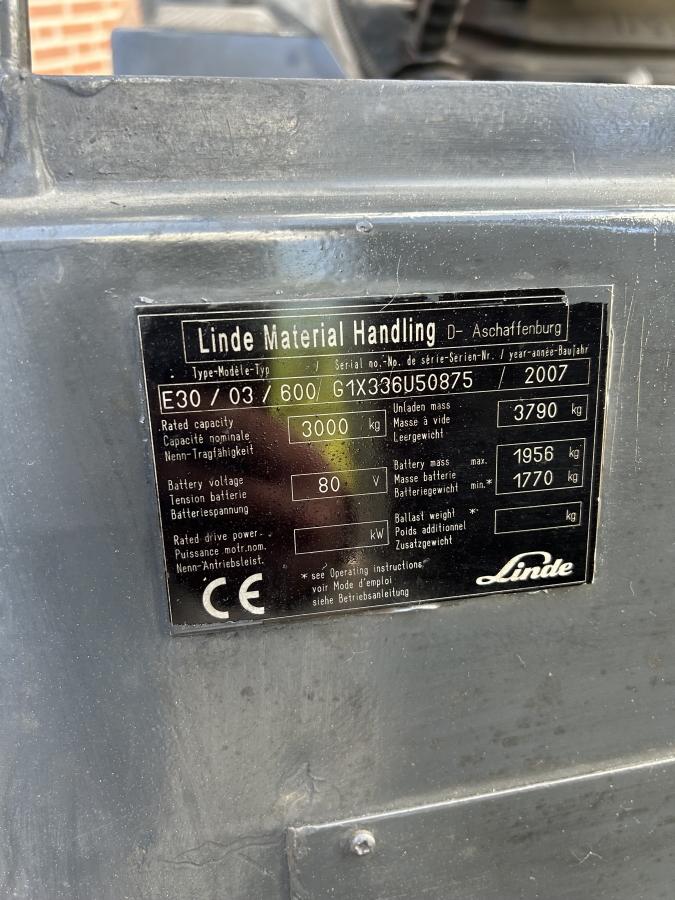 Linde Material Handling D- Aschaffenburg
Type-Modèle-Typ / Serial no.-No. de série-Serien-Nr. / year-année-Baujahr
E30 / 03 / 600 / G1X336U50875 / 2007
Rated capacity
Capacité nominale
Nenn-Tragfähigkeit
3000 kg
Unladen mass
Masse à vide
Leergewicht
3790 kg
Battery voltage
Tension batterie
Batterlespannung
80 V
Battery mass max. 1956 kg
Masse batterie
Batteriegewicht min.* 1770 kg
Rated drive power
Puissance motr.nom.
Nenn-Antriebsleist.
kW
Ballast weight *
Poids additionnel
Zusatzgewicht
kg
CE
* see Operating instructions
voir Mode d'emploi
siehe Betriebsanleitung
Linde